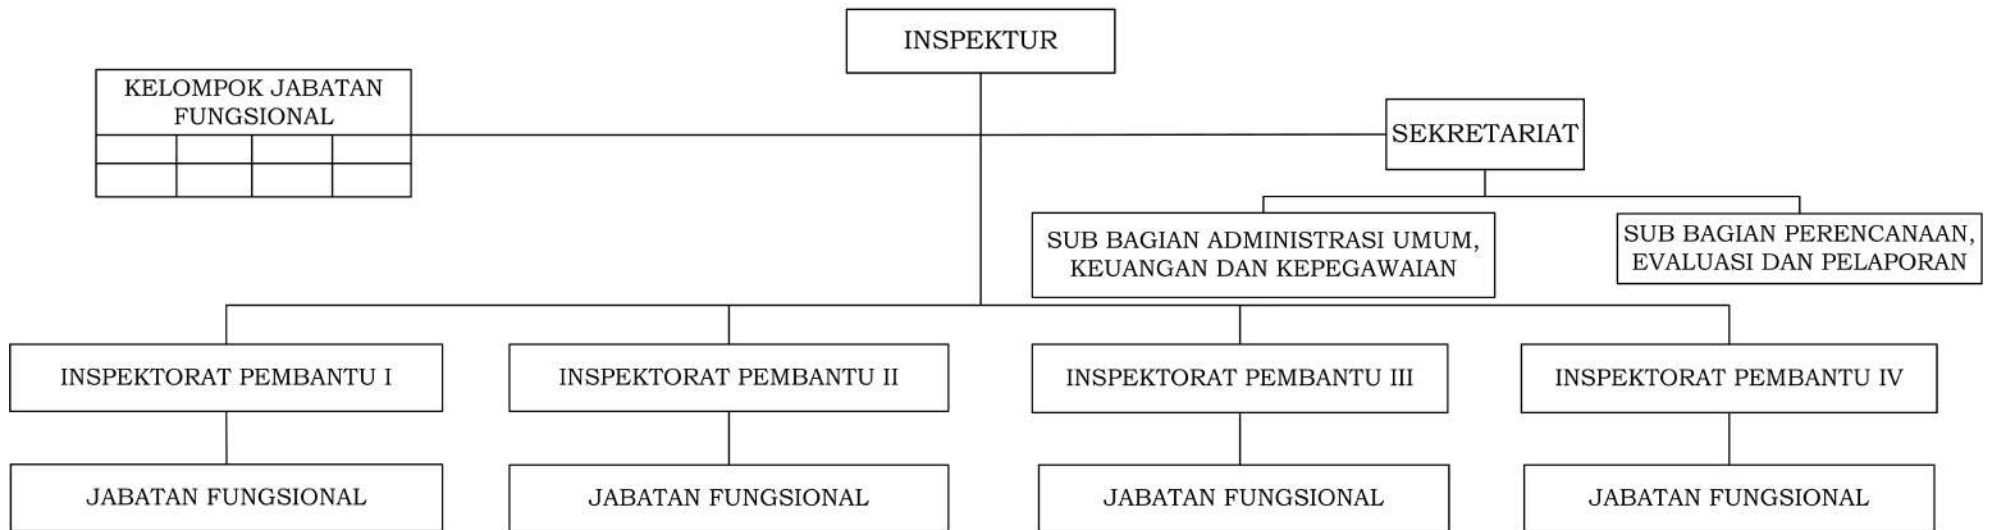 INSPEKTUR
KELOMPOK JABATAN
FUNGSIONAL
SEKRETARIAT
SUB BAGIAN ADMINISTRASI UMUM,
KEUANGAN DAN KEPEGAWAIAN
SUB BAGIAN PERENCANAAN,
EVALUASI DAN PELAPORAN
INSPEKTORAT PEMBANTU I
INSPEKTORAT PEMBANTU II
INSPEKTORAT PEMBANTU III
INSPEKTORAT PEMBANTU IV
JABATAN FUNGSIONAL
JABATAN FUNGSIONAL
JABATAN FUNGSIONAL
JABATAN FUNGSIONAL